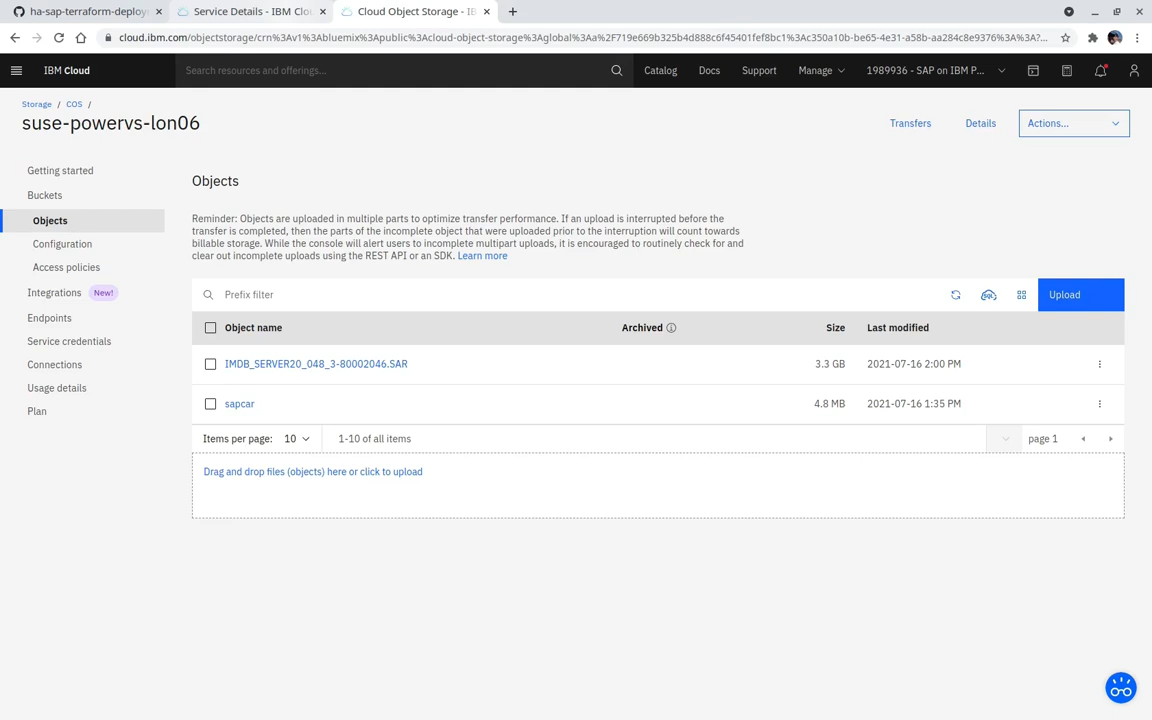 ha-sap-terraform-deploym
Service Details - IBM Clou
Cloud Object Storage - IB
cloud.ibm.com/objectstorage/crn%3Av1%3Abluemix%3Apublic%3Acloud-object-storage%3Aglobal%3Aa%2F719e669b325b4d888c6f45401fef8bc1%3Ac350a10b-be65-4e31-a58b-aa284c8e9376%3A%3A?...
IBM Cloud
Search resources and offerings...
Catalog
Docs
Support
Manage
1989936 - SAP on IBM P...
Storage / COS /
suse-powervs-lon06
Transfers
Details
Actions...
Getting started
Buckets
Objects
Configuration
Access policies
Integrations New!
Endpoints
Service credentials
Connections
Usage details
Plan
Objects
Reminder: Objects are uploaded in multiple parts to optimize transfer performance. If an upload is interrupted before the
transfer is completed, then the parts of the incomplete object that were uploaded prior to the interruption will count towards
billable storage. While the console will alert users to incomplete multipart uploads, it is encouraged to routinely check for and
clear out incomplete uploads using the REST API or an SDK. Learn more
Prefix filter
SQL
Upload
Object name Archived Size Last modified
IMDB_SERVER20_048_3-80002046.SAR 3.3 GB 2021-07-16 2:00 PM
sapcar 4.8 MB 2021-07-16 1:35 PM
Items per page: 10 1-10 of all items page 1
Drag and drop files (objects) here or click to upload